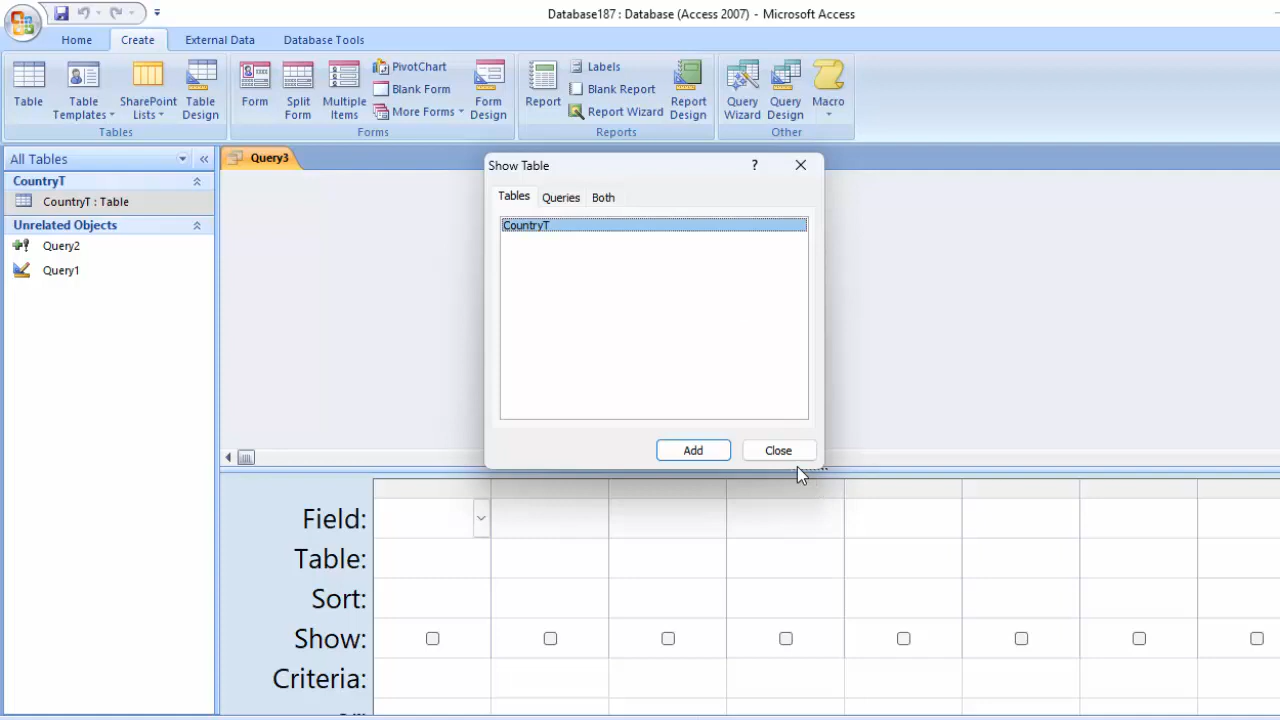 Database187 : Database (Access 2007) - Microsoft Access
Home Create External Data Database Tools
Table
Table Templates
SharePoint Lists
Table Design
Tables
Form
Split Form
Multiple Items
PivotChart
Blank Form
More Forms
Form Design
Forms
Report
Labels
Blank Report
Report Wizard
Report Design
Reports
Query Wizard
Query Design
Macro
Other
All Tables
CountryT
CountryT : Table
Unrelated Objects
Query2
Query1
Query3
Show Table ?
Tables Queries Both
CountryT
Add Close
Field:
Table:
Sort:
Show:
Criteria: